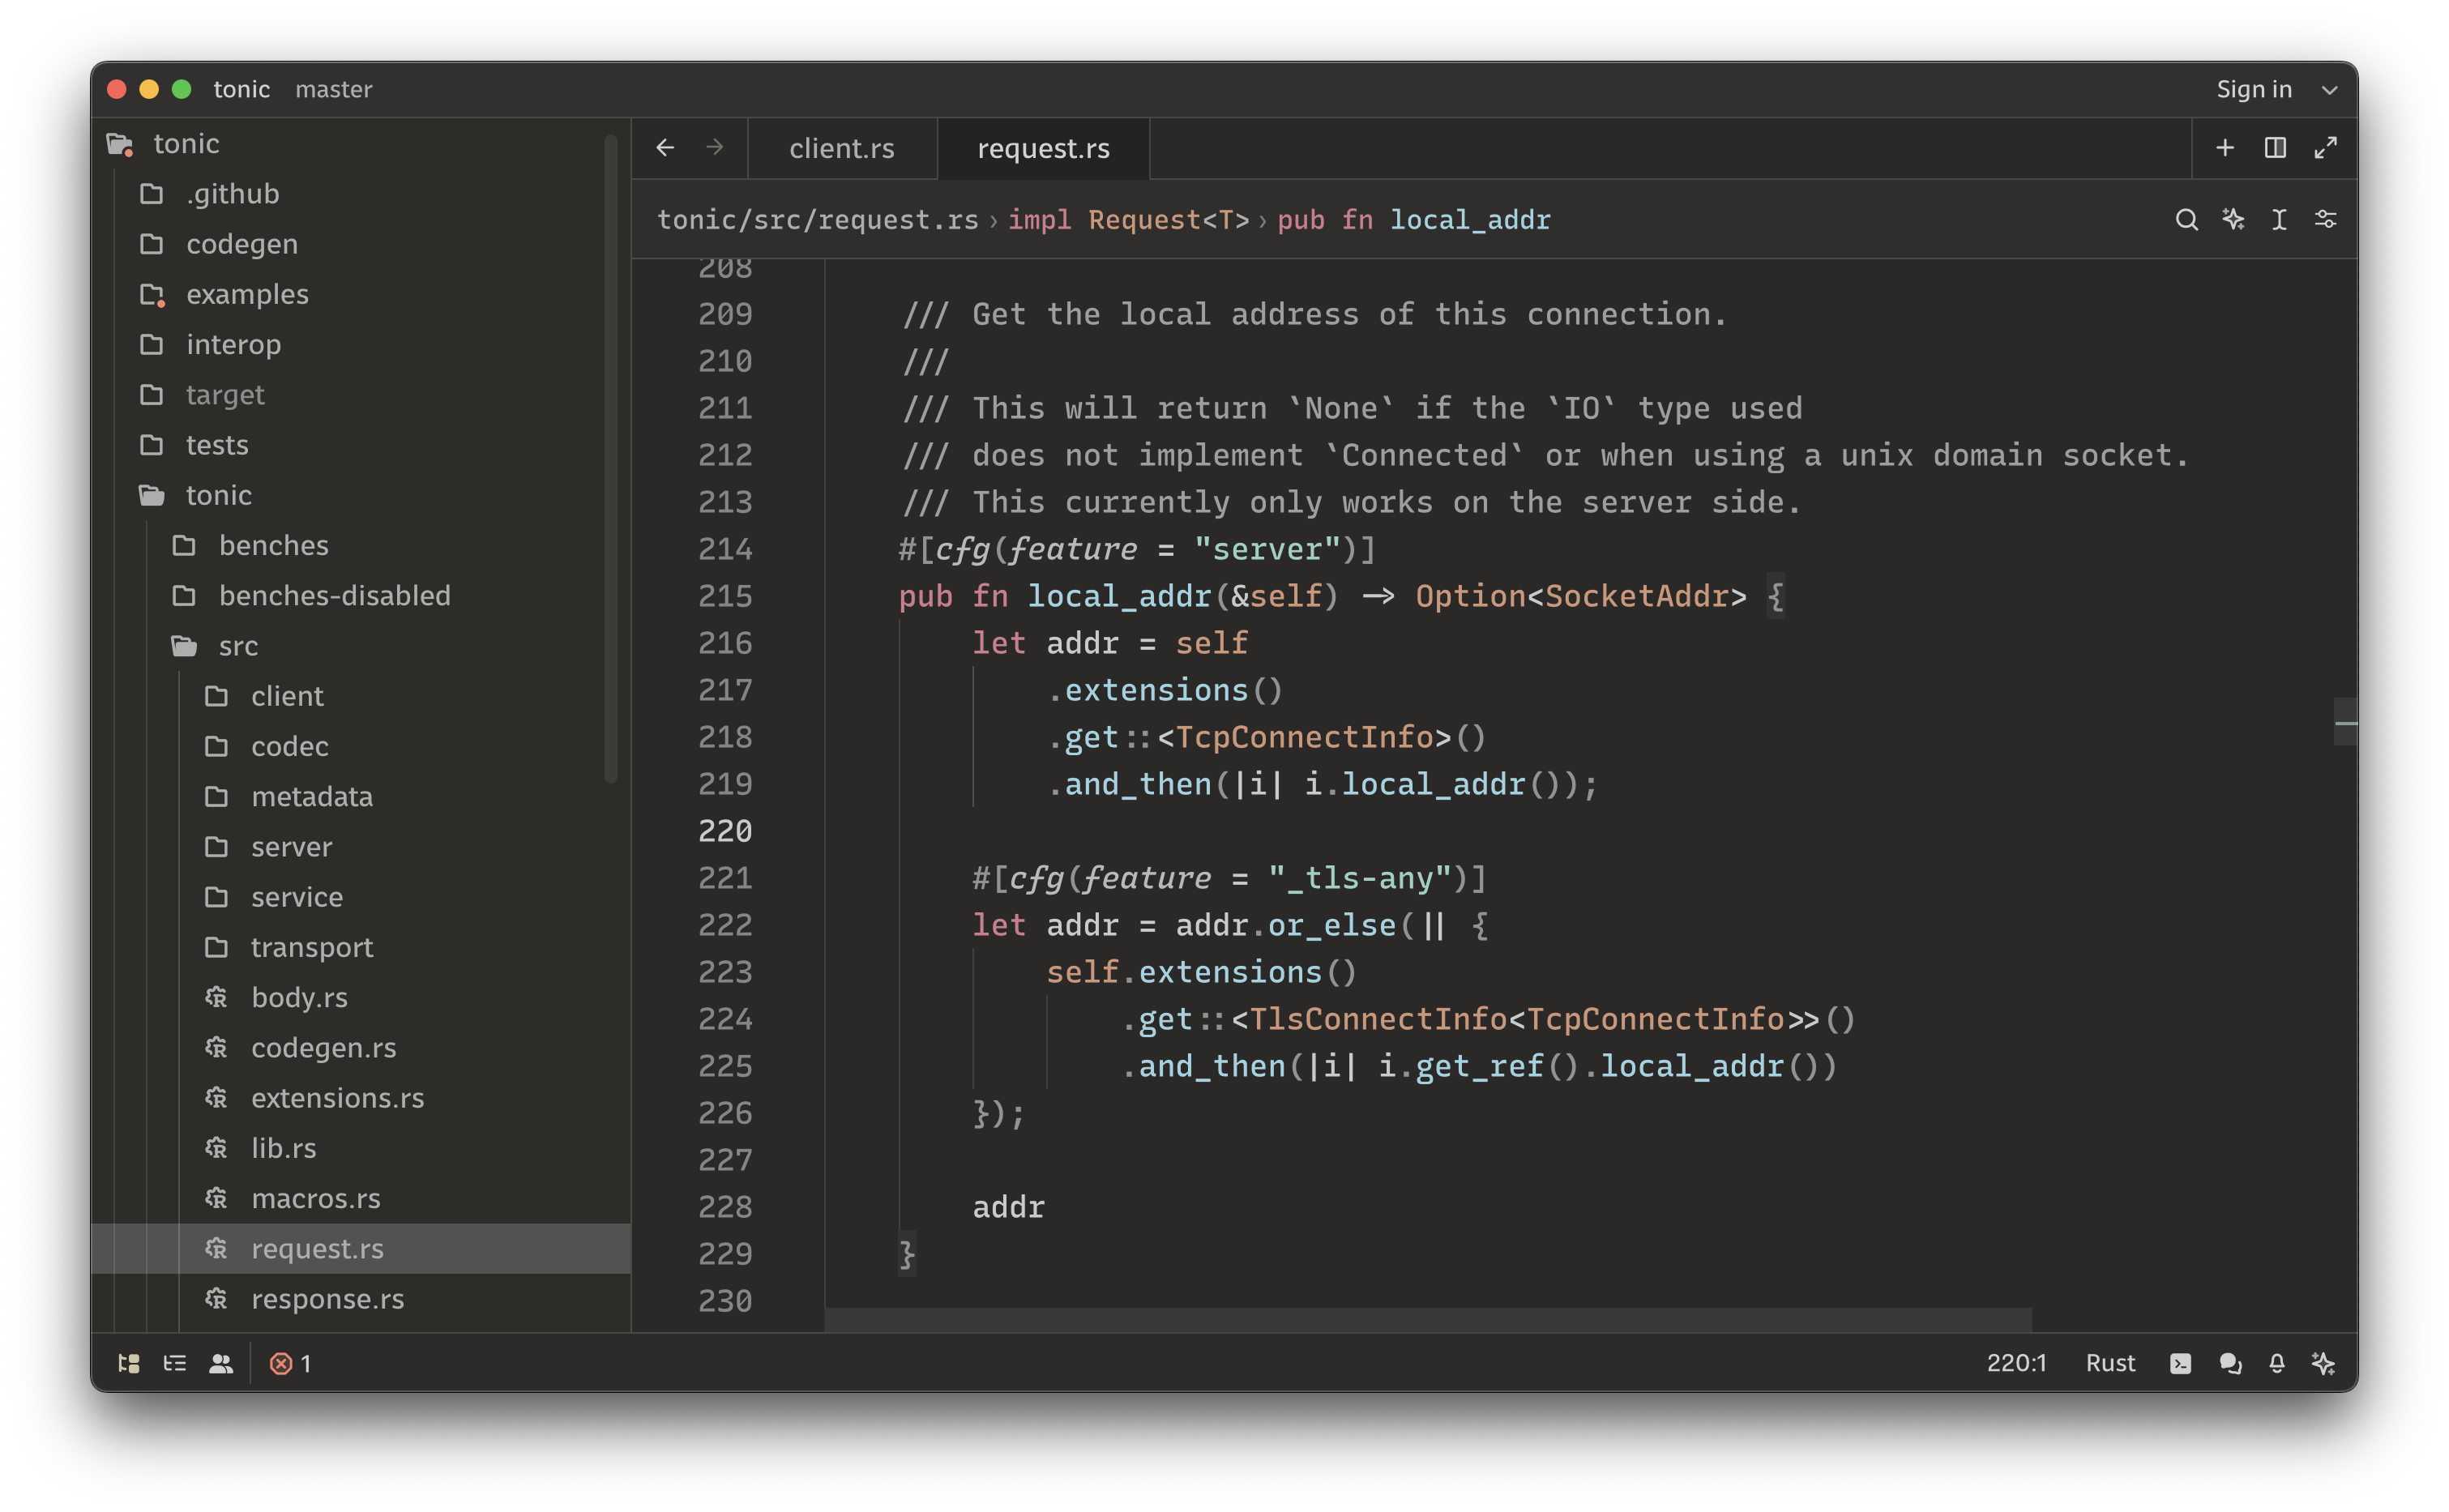 tonic master Sign in
tonic
.github
codegen
examples
interop
target
tests
tonic
benches
benches-disabled
src
client
codec
metadata
server
service
transport
body.rs
codegen.rs
extensions.rs
lib.rs
macros.rs
request.rs
response.rs
client.rs request.rs
tonic/src/request.rs › impl Request<T> › pub fn local_addr
208
209 /// Get the local address of this connection.
210 ///
211 /// This will return `None` if the `IO` type used
212 /// does not implement `Connected` or when using a unix domain socket.
213 /// This currently only works on the server side.
214 #[cfg(feature = "server")]
215 pub fn local_addr(&self) -> Option<SocketAddr> {
216 let addr = self
217 .extensions()
218 .get::<TcpConnectInfo>()
219 .and_then(|i| i.local_addr());
220
221 #[cfg(feature = "_tls-any")]
222 let addr = addr.or_else(|| {
223 self.extensions()
224 .get::<TlsConnectInfo<TcpConnectInfo>>()
225 .and_then(|i| i.get_ref().local_addr())
226 });
227
228 addr
229 }
230
1 220:1 Rust